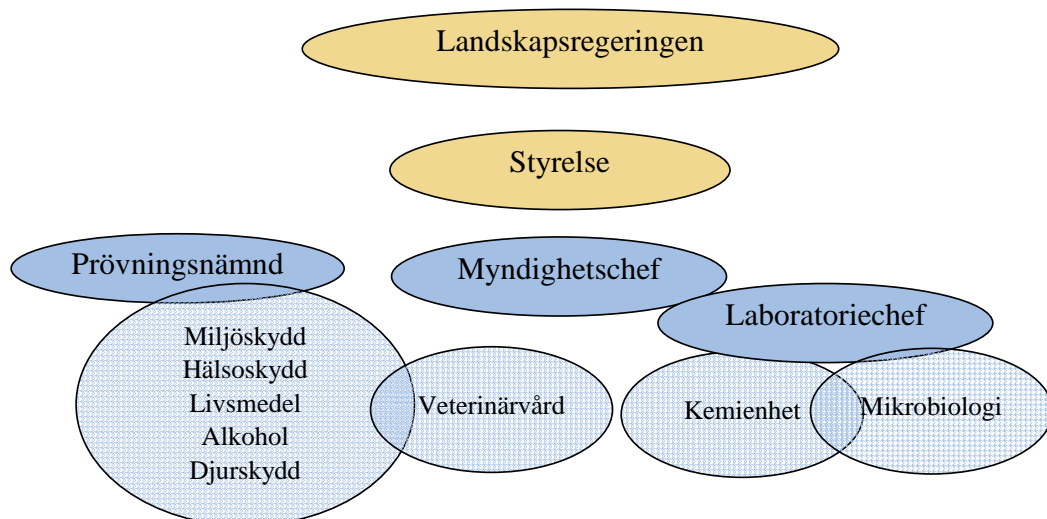 Landskapsregeringen
Styrelse
Prövningsnämnd
Myndighetschef
Laboratoriechef
Miljöskydd
Hälsoskydd
Livsmedel
Alkohol
Djurskydd
Veterinärvård
Kemienhet
Mikrobiologi